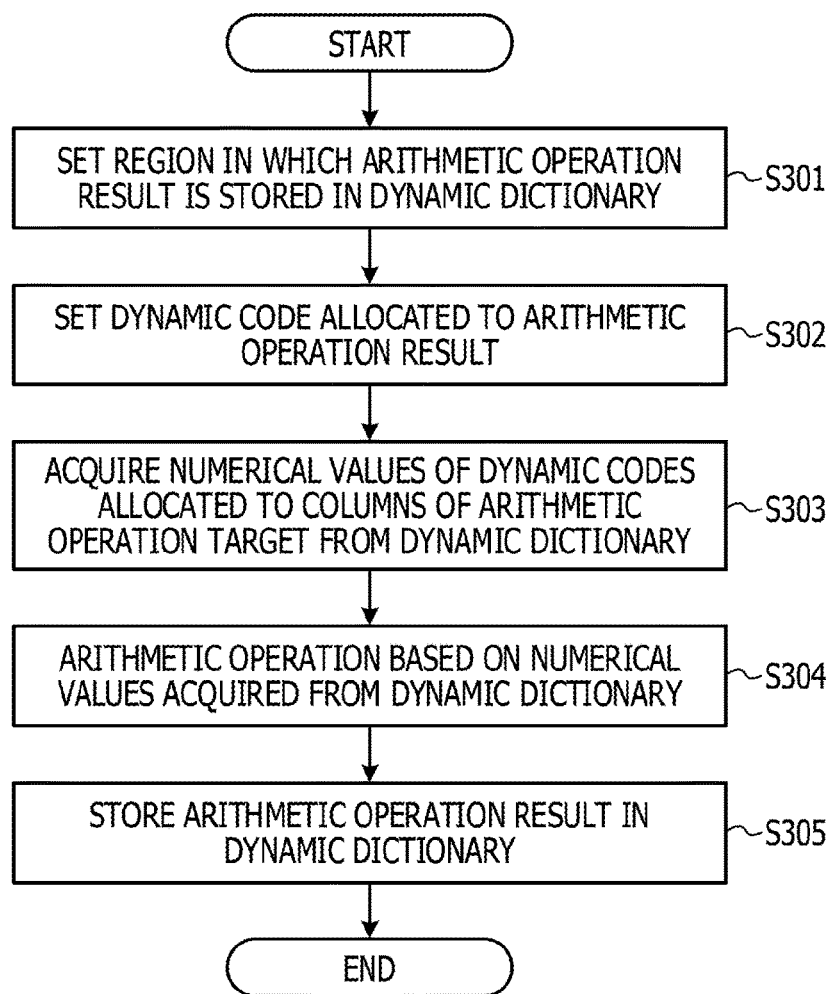 START
SET REGION IN WHICH ARITHMETIC OPERATION
RESULT IS STORED IN DYNAMIC DICTIONARY
S301
SET DYNAMIC CODE ALLOCATED TO ARITHMETIC
OPERATION RESULT
S302
ACQUIRE NUMERICAL VALUES OF DYNAMIC CODES
ALLOCATED TO COLUMNS OF ARITHMETIC
OPERATION TARGET FROM DYNAMIC DICTIONARY
S303
ARITHMETIC OPERATION BASED ON NUMERICAL
VALUES ACQUIRED FROM DYNAMIC DICTIONARY
S304
STORE ARITHMETIC OPERATION RESULT IN
DYNAMIC DICTIONARY
S305
END